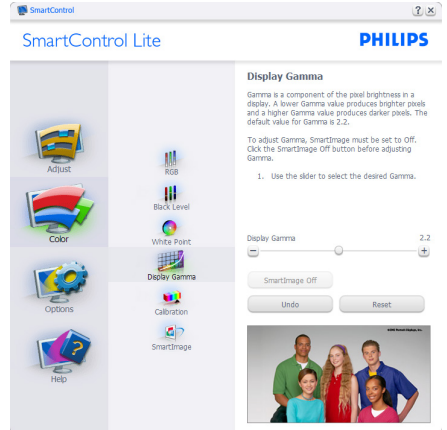 SmartControl
SmartControl Lite
PHILIPS
Adjust
Color
Options
Help
RGB
Black Level
White Point
Display Gamma
Calibration
SmartImage
Display Gamma
Gamma is a component of the pixel brightness in a
display. A lower Gamma value produces brighter pixels
and a higher Gamma value produces darker pixels. The
default value for Gamma is 2.2.
To adjust Gamma, SmartImage must be set to Off.
Click the SmartImage Off button before adjusting
Gamma.
1. Use the slider to select the desired Gamma.
Display Gamma 2.2
SmartImage Off
Undo Reset